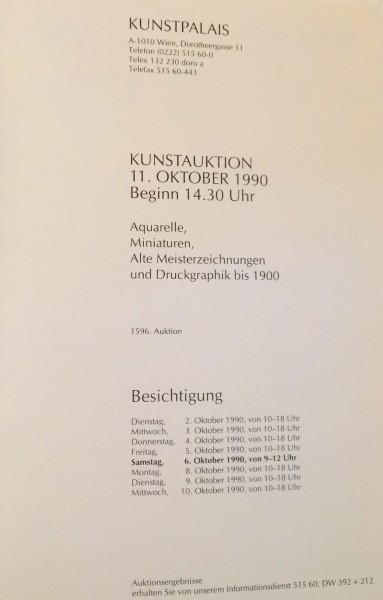 KUNSTPALAIS
A-1010 Wien, Dorotheergasse 11
Telefon (0222) 515 60-0
Telex 132 230 doro a
Telefax 515 60-443
KUNSTAUKTION
11. OKTOBER 1990
Beginn 14.30 Uhr
Aquarelle,
Miniaturen,
Alte Meisterzeichnungen
und Druckgraphik bis 1900
1596. Auktion
Besichtigung
Dienstag, 2. Oktober 1990, von 10–18 Uhr
Mittwoch, 3. Oktober 1990, von 10–18 Uhr
Donnerstag, 4. Oktober 1990, von 10–18 Uhr
Freitag, 5. Oktober 1990, von 10–18 Uhr
Samstag, 6. Oktober 1990, von 9–12 Uhr
Montag, 8. Oktober 1990, von 10–18 Uhr
Dienstag, 9. Oktober 1990, von 10–18 Uhr
Mittwoch, 10. Oktober 1990, von 10–18 Uhr
Auktionsergebnisse
erhalten Sie von unserem Informationsdienst 515 60, DW 392 + 212